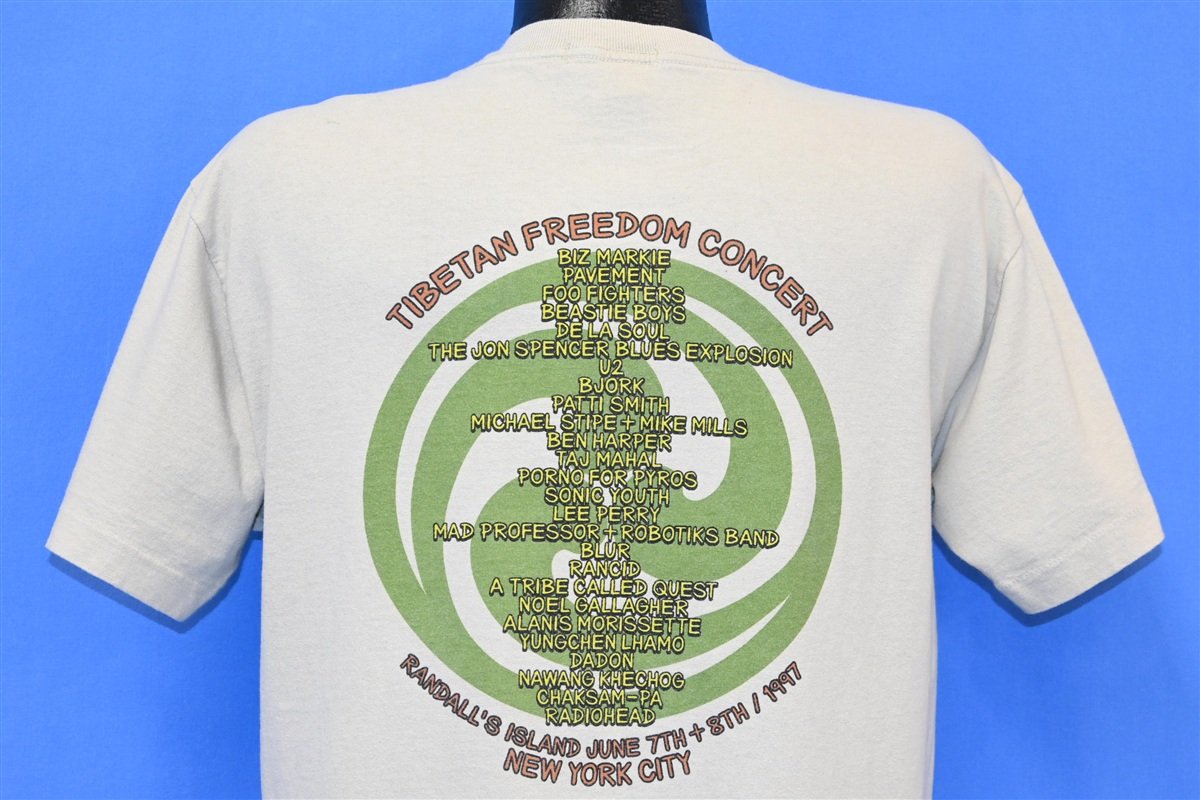 TIBETAN FREEDOM CONCERT
BIZ MARKIE
PAVEMENT
FOO FIGHTERS
BEASTIE BOYS
DE LA SOUL
THE JON SPENCER BLUES EXPLOSION
U2
BJORK
PATTI SMITH
MICHAEL STIPE + MIKE MILLS
BEN HARPER
TAJ MAHAL
PORNO FOR PYROS
SONIC YOUTH
LEE PERRY
MAD PROFESSOR + ROBOTIKS BAND
BLUR
RANCID
A TRIBE CALLED QUEST
NOEL GALLAGHER
ALANIS MORISSETTE
YUNGCHEN LHAMO
DADON
NAWANG KHECHOG
CHAKSAM-PA
RADIOHEAD
RANDALL'S ISLAND JUNE 7TH + 8TH / 1997
NEW YORK CITY